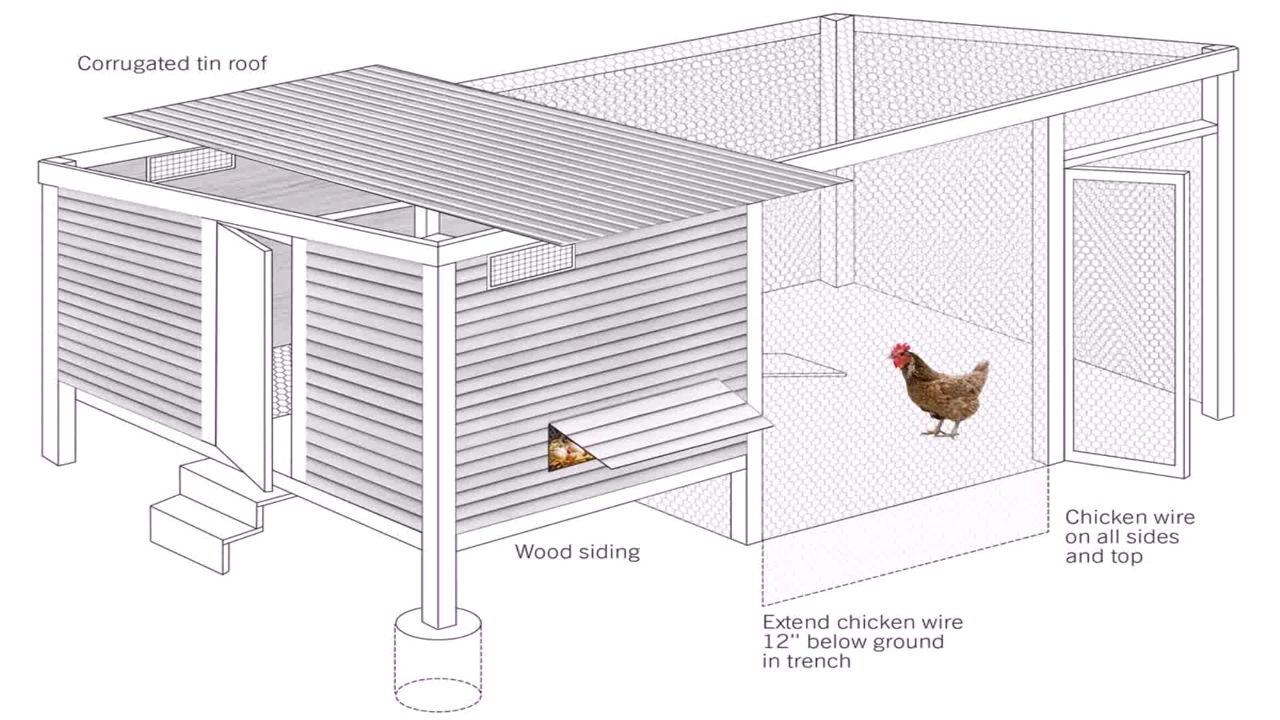 Corrugated tin roof
Wood siding
Chicken wire
on all sides
and top
Extend chicken wire
12" below ground
in trench